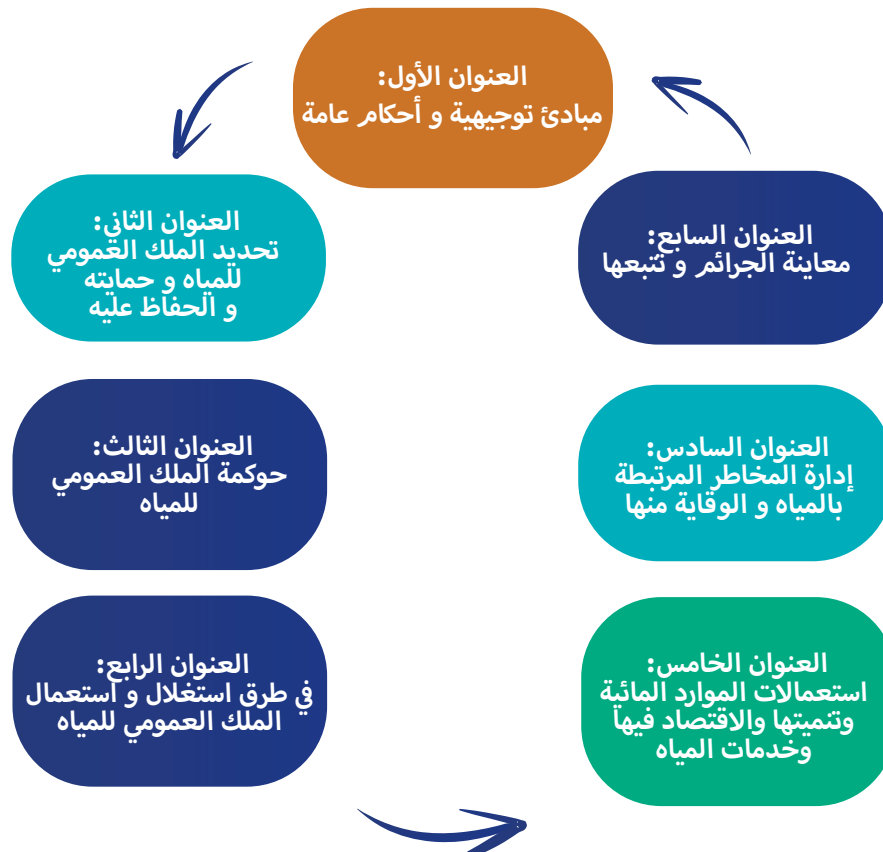 العنوان الأول:
مبادئ توجيهية و أحكام عامة
العنوان الثاني:
تحديد الملك العمومي
للمياه و حمايته
و الحفاظ عليه
العنوان الثالث:
حوكمة الملك العمومي
للمياه
العنوان الرابع:
في طرق استغلال و استعمال
الملك العمومي للمياه
العنوان الخامس:
استعمالات الموارد المائية
وتنميتها والاقتصاد فيها
وخدمات المياه
العنوان السادس:
إدارة المخاطر المرتبطة
بالمياه و الوقاية منها
العنوان السابع:
معاينة الجرائم و تتبعها